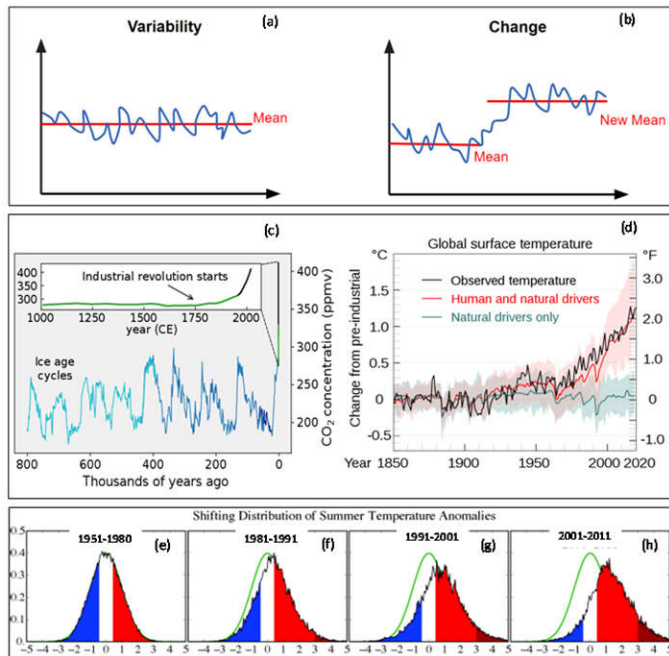 Variability
(a)
Mean
Change
(b)
Mean
New Mean
(c)
400
350
300
Industrial revolution starts
1000 1250 1500 1750 2000
year (CE)
Ice age
cycles
400
350
300
250
200
CO2 concentration (ppmv)
800 600 400 200 0
Thousands of years ago
(d)
°C
Global surface temperature
°F
Observed temperature
Human and natural drivers
Natural drivers only
1.5
1.0
0.5
0.0
-0.5
Change from pre-industrial
3.0
2.0
1.0
0
-1.0
Year 1850 1900 1950 2000 2020
Shifting Distribution of Summer Temperature Anomalies
0.5
0.4
0.3
0.2
0.1
0.
1951-1980 (e)
1981-1991 (f)
1991-2001 (g)
2001-2011 (h)
-5 -4 -3 -2 -1 0 1 2 3 4 5
-4 -3 -2 -1 0 1 2 3 4 5
-4 -3 -2 -1 0 1 2 3 4 5
-4 -3 -2 -1 0 1 2 3 4